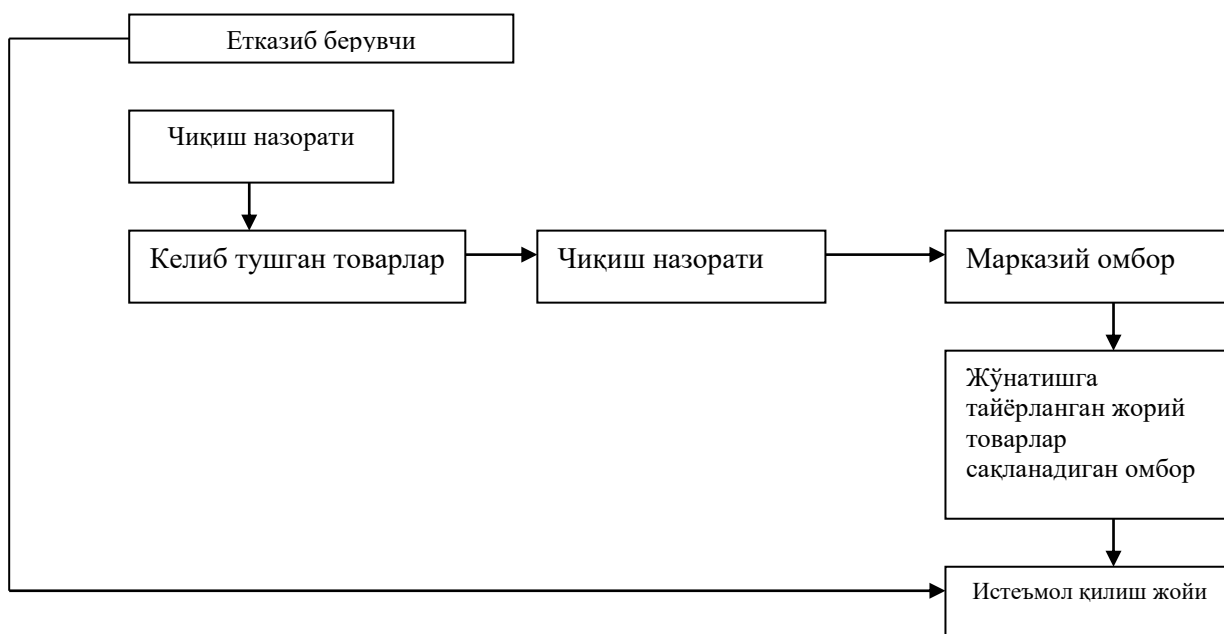 Етказиб берувчи
Чиқиш назорати
Келиб тушган товарлар
Чиқиш назорати
Марказий омбор
Жўнатишга
тайёрланган жорий
товарлар
сақланадиган омбор
Истеъмол қилиш жойи